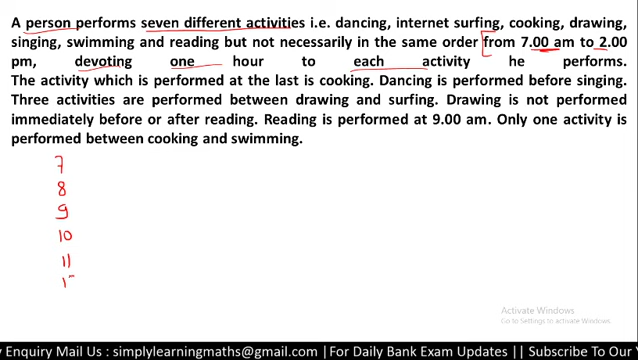 A person performs seven different activities i.e. dancing, internet surfing, cooking, drawing,
singing, swimming and reading but not necessarily in the same order from 7.00 am to 2.00
pm, devoting one hour to each activity he performs.
The activity which is performed at the last is cooking. Dancing is performed before singing.
Three activities are performed between drawing and surfing. Drawing is not performed
immediately before or after reading. Reading is performed at 9.00 am. Only one activity is
performed between cooking and swimming.
7
8
9
10
11
Activate Windows
Go to Settings to activate Windows.
Enquiry Mail Us : simplylearningmaths@gmail.com |For Daily Bank Exam Updates || Subscribe To Our